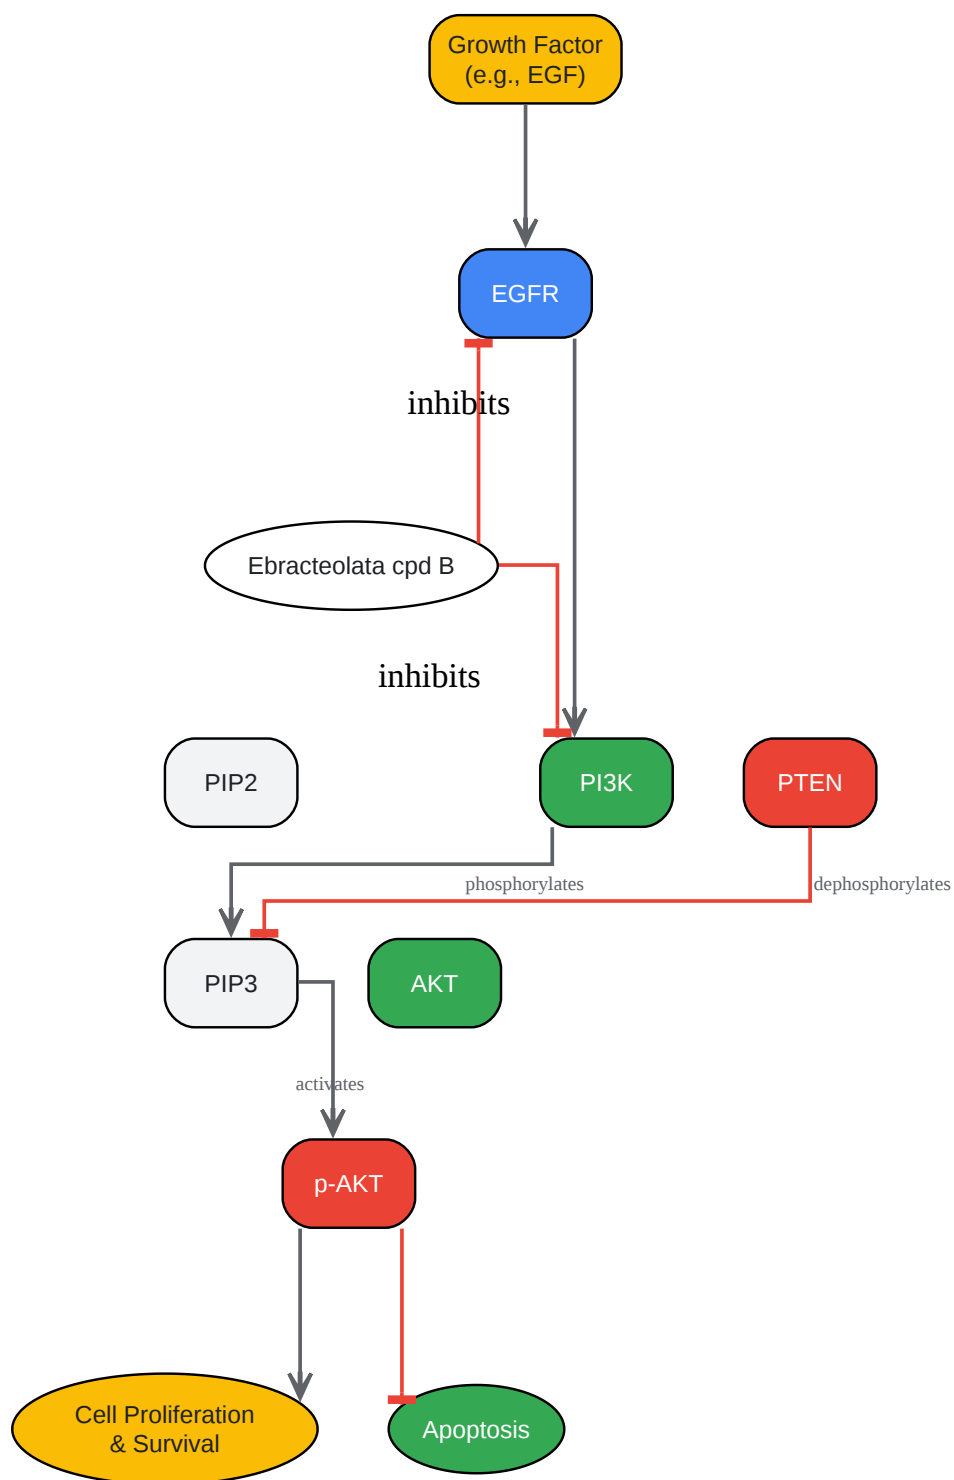 Growth Factor
(e.g., EGF)
EGFR
inhibits
Ebracteolata cpd B
inhibits
PIP2
PI3K
PTEN
phosphorylates
dephosphorylates
PIP3
AKT
activates
p-AKT
Cell Proliferation
& Survival
Apoptosis